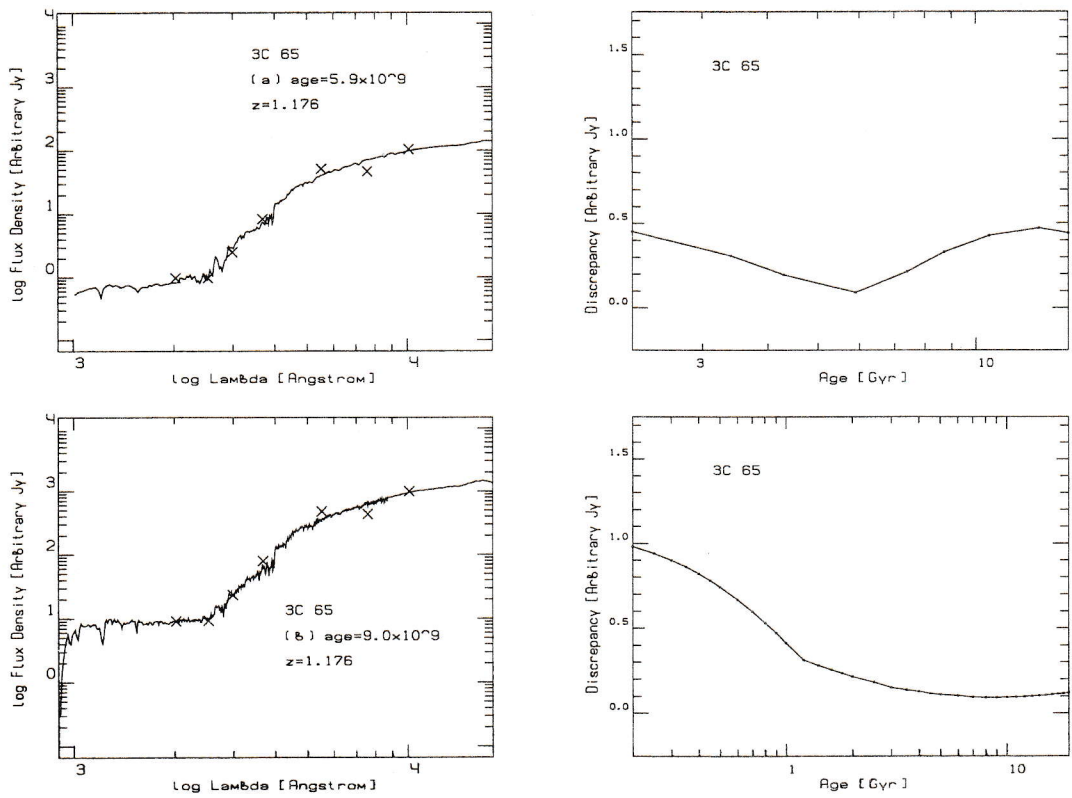 4
3
2
1
0
log Flux Density [Arbitrary Jy]
3C 65
(a) age=5.9x10^9
z=1.176
3
4
log Lambda [Angstrom]
1.5
1.0
0.5
0.0
Discrepancy [Arbitrary Jy]
3C 65
3
10
Age [Gyr]
4
3
2
1
0
log Flux Density [Arbitrary Jy]
3C 65
(b) age=9.0x10^9
z=1.176
3
4
log Lambda [Angstrom]
1.5
1.0
0.5
0.0
Discrepancy [Arbitrary Jy]
3C 65
1
10
Age [Gyr]